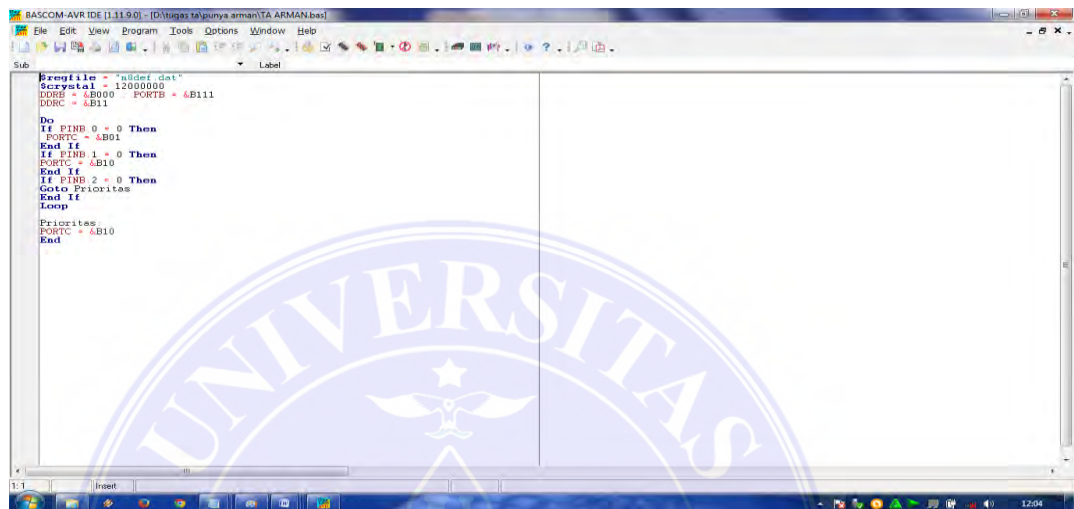 BASCOM-AVR IDE [1.11.9.0] - [D:\tugas ta\punya arman\TA ARMAN.bas]
File Edit View Program Tools Options Window Help
Sub Label
$regfile = "m8def.dat"
$crystal = 12000000
DDRB = &B000 : PORTB = &B111
DDRC = &B11
Do
If PINB.0 = 0 Then
PORTC = &B01
End If
If PINB.1 = 0 Then
PORTC = &B10
End If
If PINB.2 = 0 Then
Goto Prioritas
End If
Loop
Prioritas:
PORTC = &B10
End
UNIVERSITAS
1:1 Insert
12:04